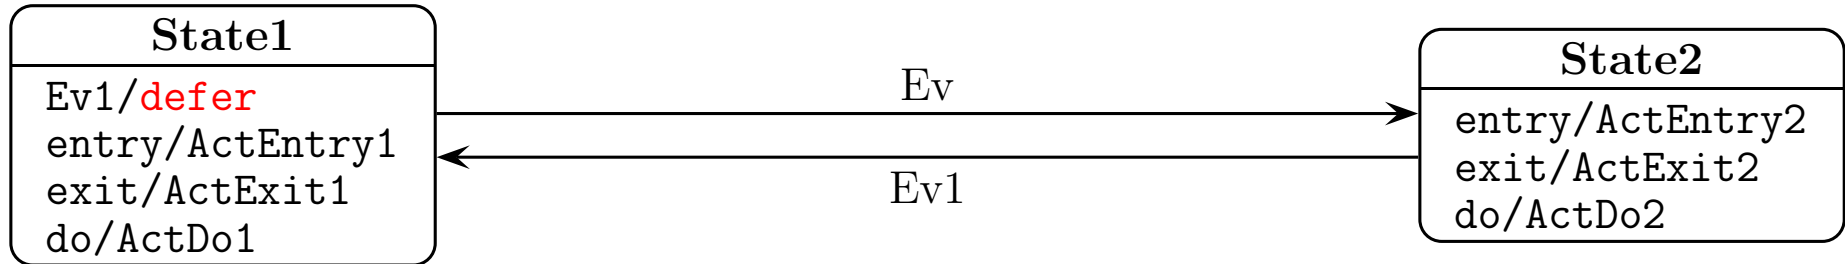 State1
Ev1/defer
entry/ActEntry1
exit/ActExit1
do/ActDo1
Ev
Ev1
State2
entry/ActEntry2
exit/ActExit2
do/ActDo2